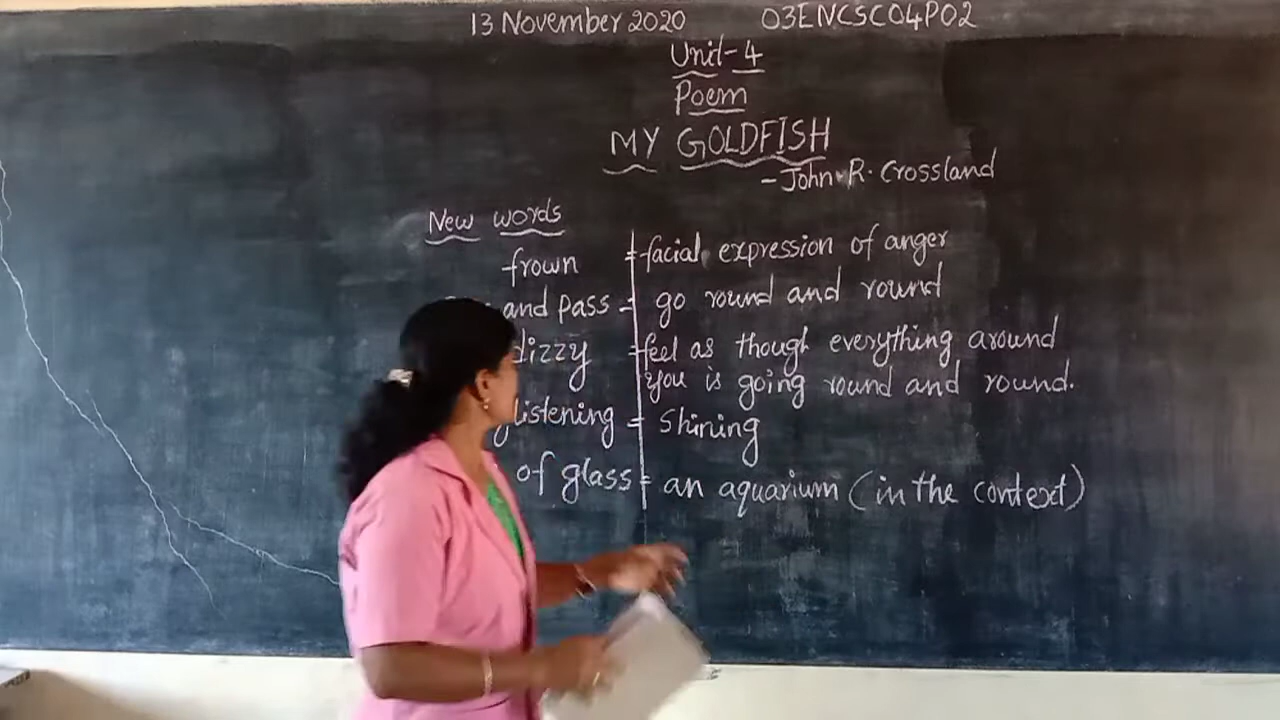 13 November 2020 03ENCSC04P02
Unit-4
Poem
MY GOLDFISH
- John R. Crossland
New words
frown = facial expression of anger
and pass = go round and round
dizzy = feel as though everything around
you is going round and round.
glistening = shining
of glass = an aquarium (in the context)